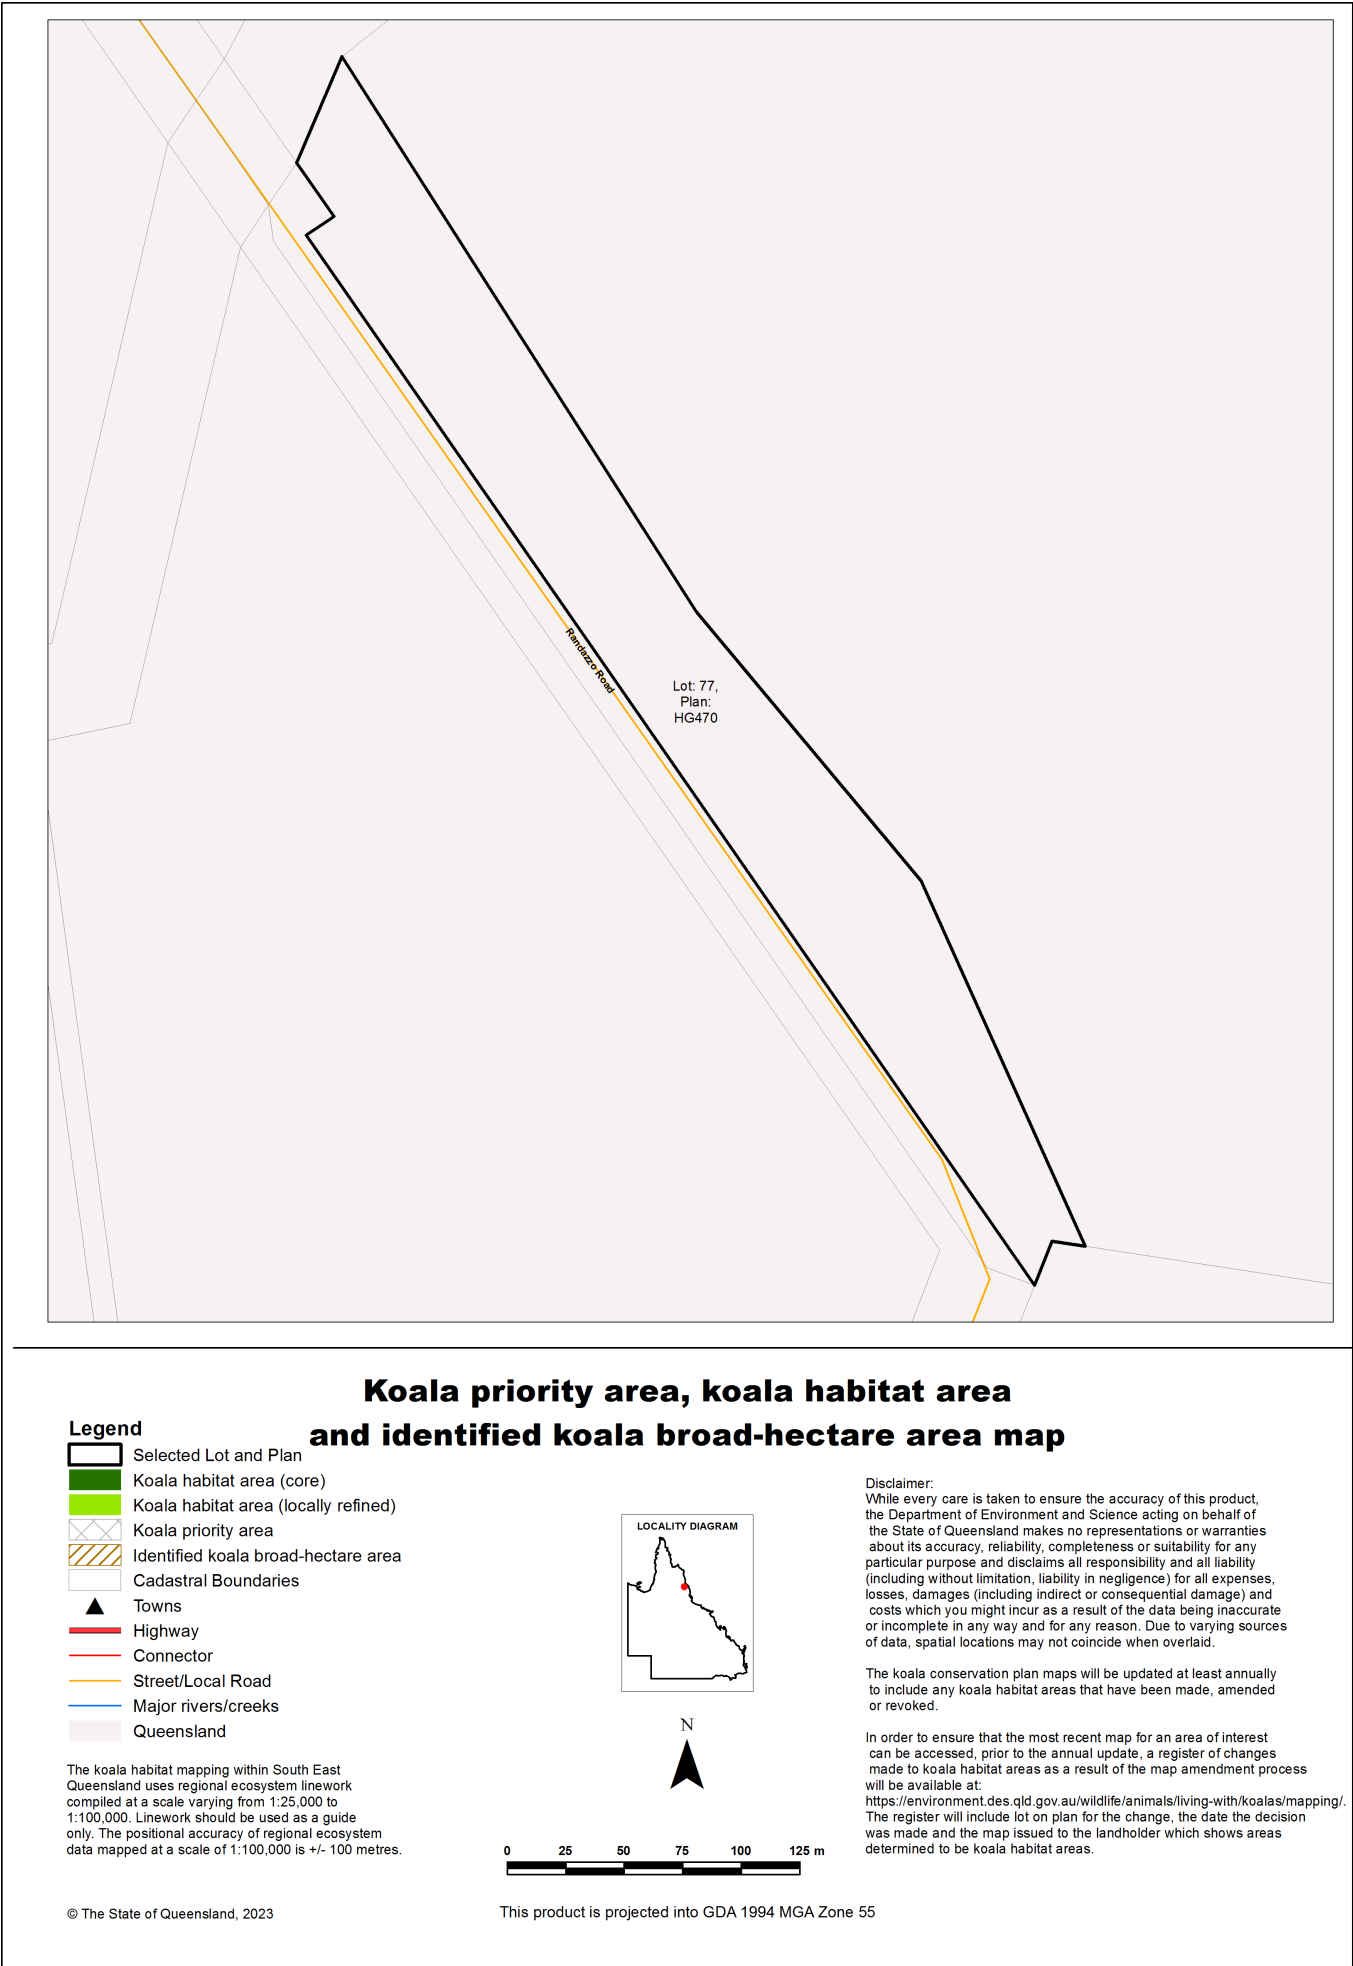 Randazzo Road
Lot: 77,
Plan:
HG470
Koala priority area, koala habitat area
and identified koala broad-hectare area map
Legend
Selected Lot and Plan
Koala habitat area (core)
Koala habitat area (locally refined)
Koala priority area
Identified koala broad-hectare area
Cadastral Boundaries
Towns
Highway
Connector
Street/Local Road
Major rivers/creeks
Queensland
The koala habitat mapping within South East
Queensland uses regional ecosystem linework
compiled at a scale varying from 1:25,000 to
1:100,000. Linework should be used as a guide
only. The positional accuracy of regional ecosystem
data mapped at a scale of 1:100,000 is +/- 100 metres.
© The State of Queensland, 2023
LOCALITY DIAGRAM
N
0 25 50 75 100 125 m
This product is projected into GDA 1994 MGA Zone 55
Disclaimer:
While every care is taken to ensure the accuracy of this product,
the Department of Environment and Science acting on behalf of
the State of Queensland makes no representations or warranties
about its accuracy, reliability, completeness or suitability for any
particular purpose and disclaims all responsibility and all liability
(including without limitation, liability in negligence) for all expenses,
losses, damages (including indirect or consequential damage) and
costs which you might incur as a result of the data being inaccurate
or incomplete in any way and for any reason. Due to varying sources
of data, spatial locations may not coincide when overlaid.
The koala conservation plan maps will be updated at least annually
to include any koala habitat areas that have been made, amended
or revoked.
In order to ensure that the most recent map for an area of interest
can be accessed, prior to the annual update, a register of changes
made to koala habitat areas as a result of the map amendment process
will be available at:
https://environment.des.qld.gov.au/wildlife/animals/living-with/koalas/mapping/.
The register will include lot on plan for the change, the date the decision
was made and the map issued to the landholder which shows areas
determined to be koala habitat areas.